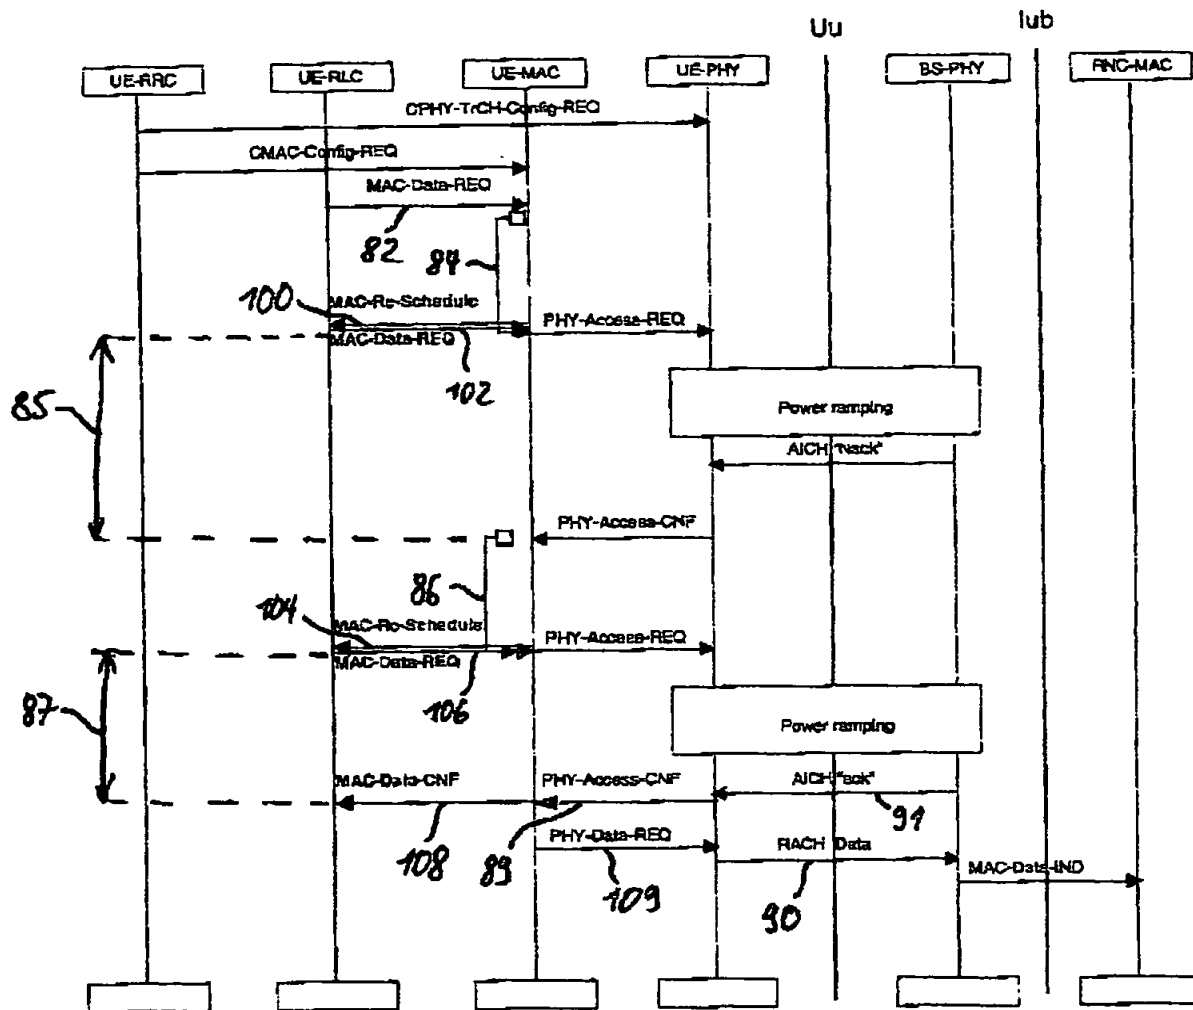 Uu
Iub
UE-RRC
UE-RLC
UE-MAC
UE-PHY
BS-PHY
RNC-MAC
CPHY-TrCH-Config-REQ
CMAC-Config-REQ
MAC-Data-REQ
82
84
100
MAC-Re-Schedule
PHY-Access-REQ
MAC-Data-REQ
102
85
Power ramping
AICH "Nack"
PHY-Access-CNF
86
104
MAC-Re-Schedule
PHY-Access-REQ
MAC-Data-REQ
106
87
Power ramping
MAC-Data-CNF
PHY-Access-CNF
AICH "ack"
91
108
89
PHY-Data-REQ
109
RACH Data
90
MAC-Data-IND